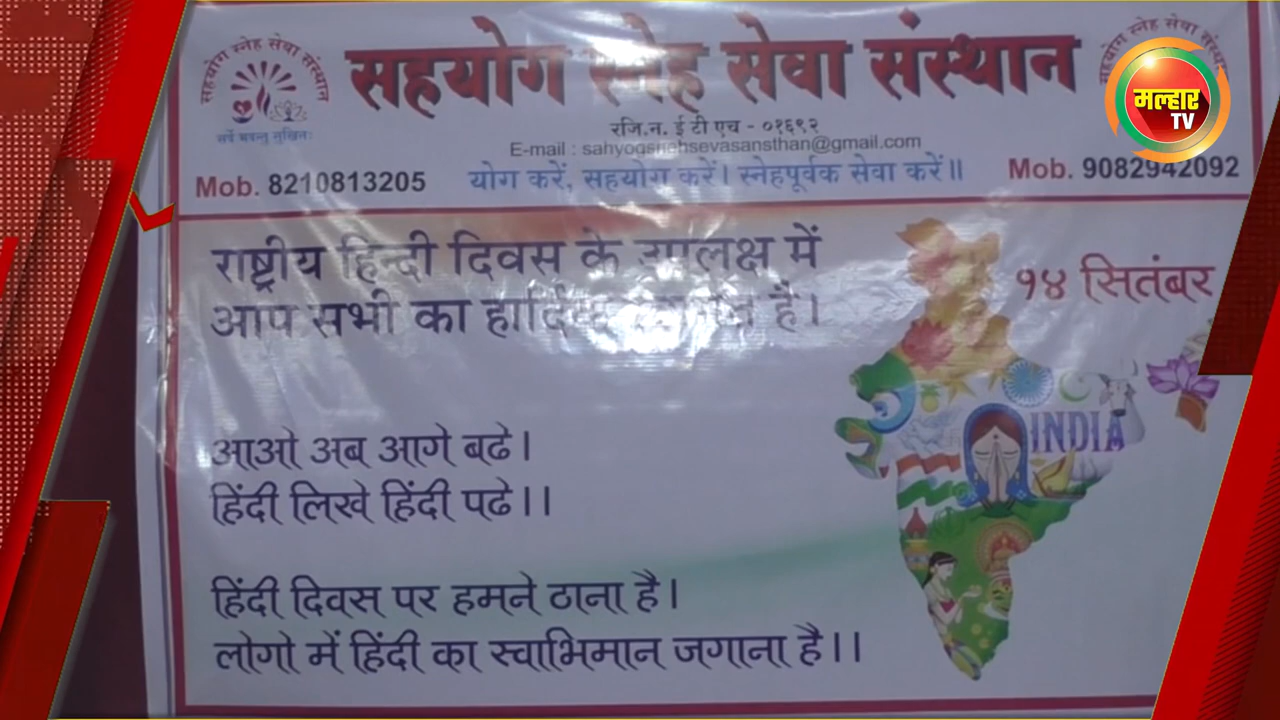 सहयोग स्नेह सेवा संस्थान
सहयोग स्नेह सेवा संस्थान
सर्वे भवन्तु सुखिनः
रजि.न. ई टी एच - ०१६९२
E-mail : sahyogsnehsevasansthan@gmail.com
Mob. 8210813205
योग करें, सहयोग करें। स्नेहपूर्वक सेवा करें॥
Mob. 9082942092
मल्हार
TV
राष्ट्रीय हिन्दी दिवस के उपलक्ष में
आप सभी का हार्दिक है।
१४ सितंबर
INDIA
आओ अब आगे बढे।
हिंदी लिखे हिंदी पढे।।
हिंदी दिवस पर हमने ठाना है।
लोगो में हिंदी का स्वाभिमान जगाना है।।